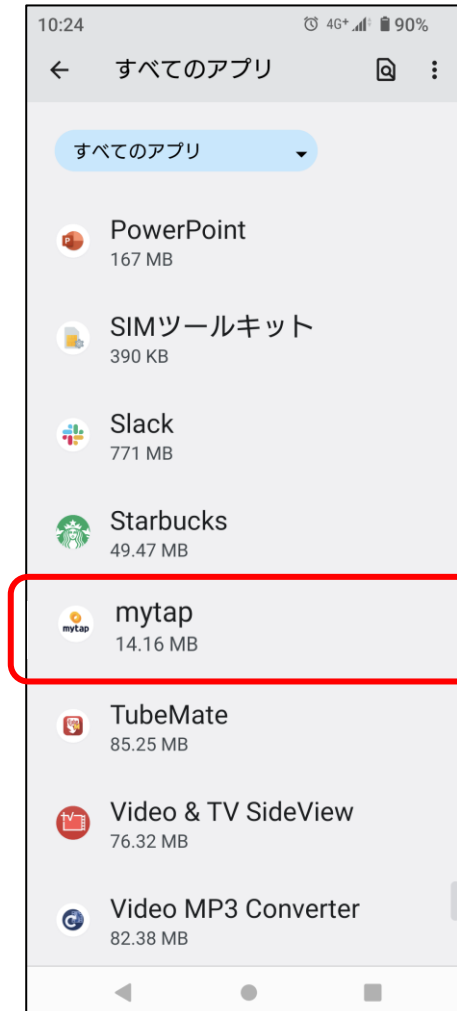 10:24 4G+ 90%
すべてのアプリ
すべてのアプリ
PowerPoint
167 MB
SIMツールキット
390 KB
Slack
771 MB
Starbucks
49.47 MB
mytap
mytap
14.16 MB
TubeMate
85.25 MB
Video & TV SideView
76.32 MB
Video MP3 Converter
82.38 MB